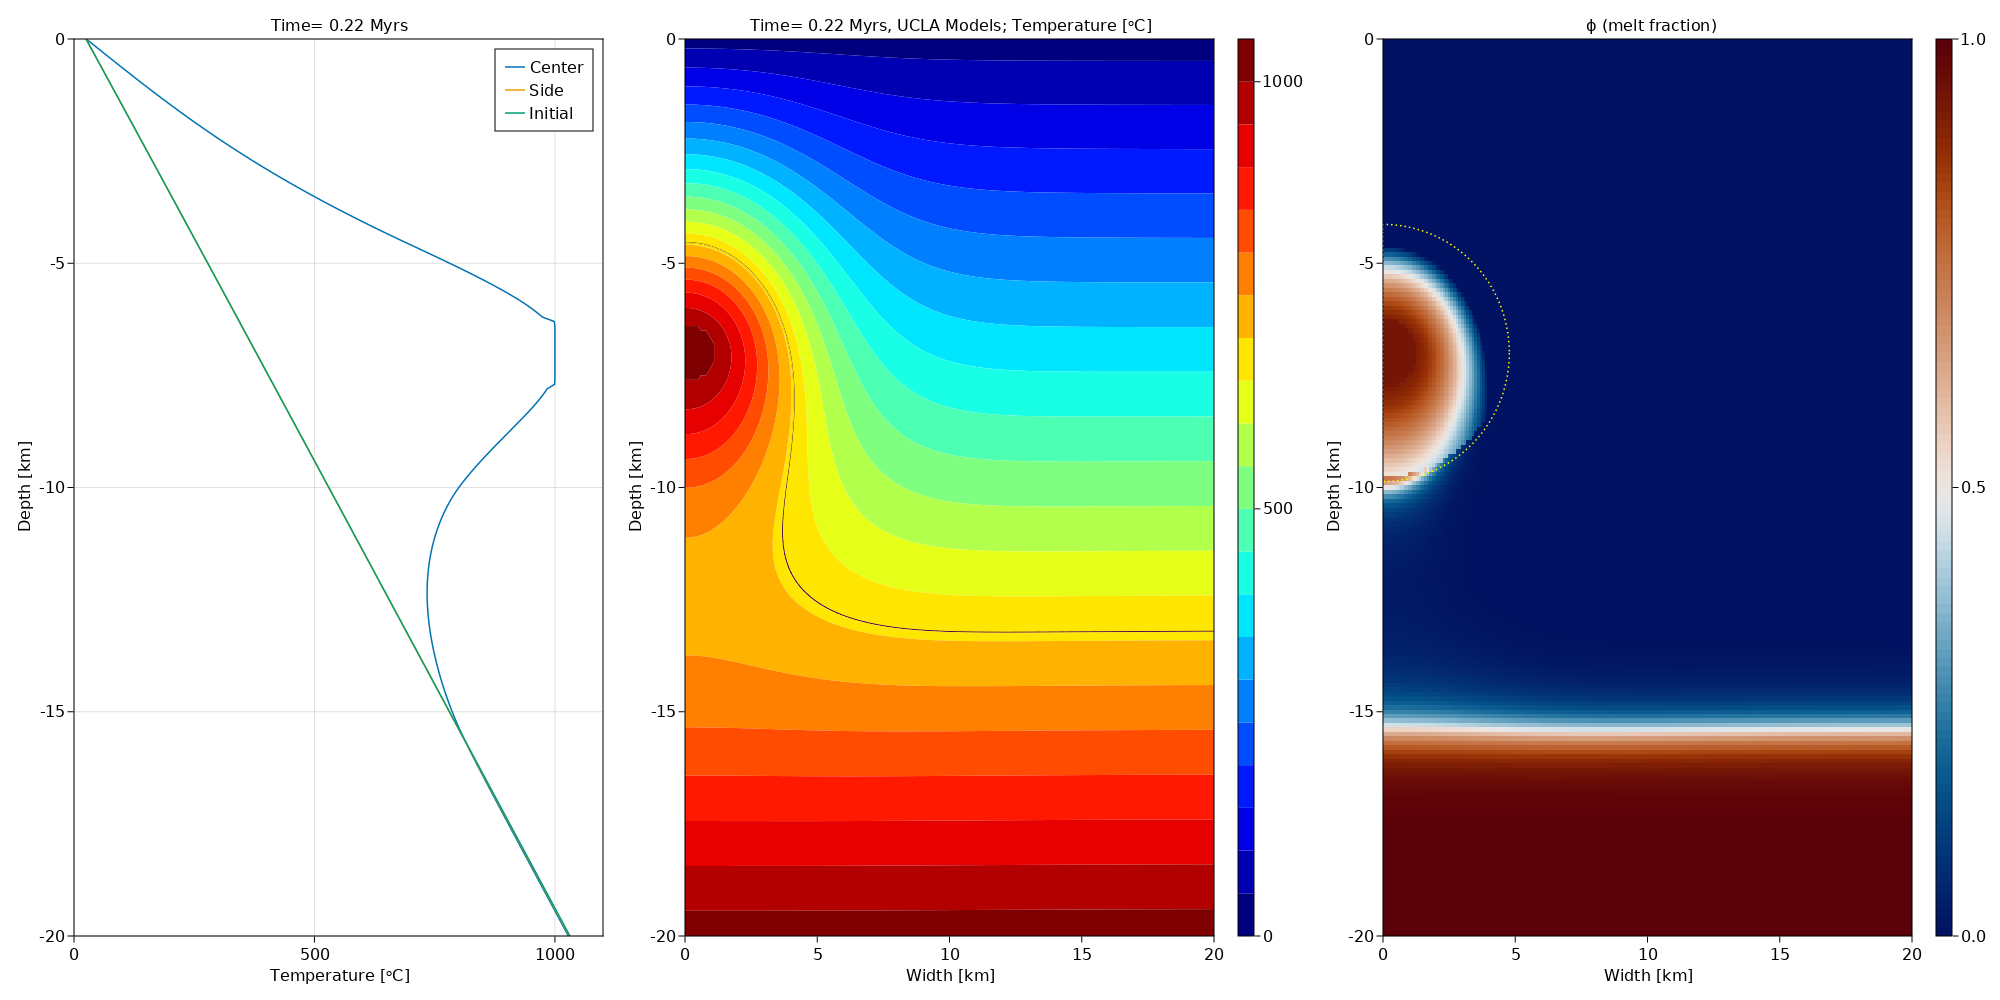 Time= 0.22 Myrs
0
-5
-10
-15
-20
Depth [km]
0
500
1000
Temperature [ᵒC]
Center
Side
Initial
Time= 0.22 Myrs, UCLA Models; Temperature [ᵒC]
0
-5
-10
-15
-20
Depth [km]
0
5
10
15
20
Width [km]
1000
500
0
ϕ (melt fraction)
0
-5
-10
-15
-20
Depth [km]
0
5
10
15
20
Width [km]
1.0
0.5
0.0